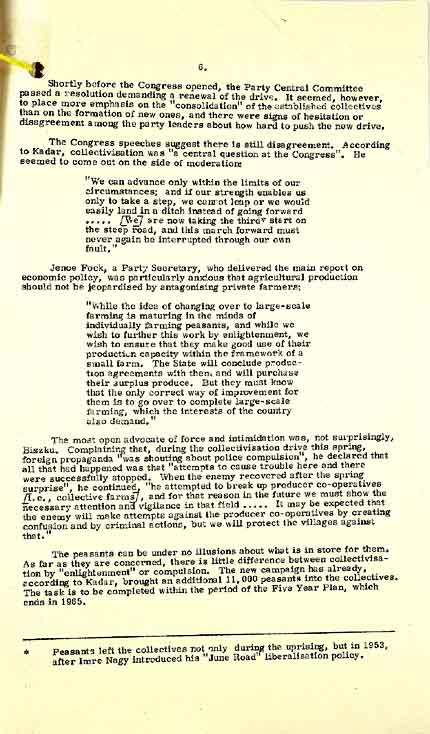 6.
Shortly before the Congress opened, the Party Central Committee
passed a resolution demanding a renewal of the drive. It seemed, however,
to place more emphasis on the "consolidation" of the established collectives
than on the formation of new ones, and there were signs of hesitation or
disagreement among the party leaders about how hard to push the new drive.
The Congress speeches suggest there is still disagreement. According
to Kadar, collectivisation was "a central question at the Congress". He
seemed to come out on the side of moderation:
"We can advance only within the limits of our
circumstances; and if our strength enables us
only to take a step, we cannot leap or we would
easily land in a ditch instead of going forward
..... [We] are now taking the third* start on
the steep road, and this march forward must
never again be interrupted through our own
fault."
Jenoe Fock, a Party Secretary, who delivered the main report on
economic policy, was particularly anxious that agricultural production
should not be jeopardised by antagonising private farmers:
"While the idea of changing over to large-scale
farming is maturing in the minds of
individually farming peasants, and while we
wish to further this work by enlightenment, we
wish to ensure that they make good use of their
production capacity within the framework of a
small farm. The State will conclude produc-
tion agreements with them and will purchase
their surplus produce. But they must know
that the only correct way of improvement for
them is to go over to complete large-scale
farming, which the interests of the country
also demand."
The most open advocate of force and intimidation was, not surprisingly,
Biszku. Complaining that, during the collectivisation drive this spring,
foreign propaganda "was shouting about police compulsion", he declared that
all that had happened was that "attempts to cause trouble here and there
were successfully stopped. When the enemy recovered after the spring
surprise", he continued, "he attempted to break up producer co-operatives
[i.e., collective farms], and for that reason in the future we must show the
necessary attention and vigilance in that field ..... It may be expected that
the enemy will make attempts against the producer co-operatives by creating
confusion and by criminal actions, but we will protect the villages against
that."
The peasants can be under no illusions about what is in store for them.
As far as they are concerned, there is little difference between collectivisa-
tion by "enlightenment" or compulsion. The new campaign has already,
according to Kadar, brought an additional 11,000 peasants into the collectives.
The task is to be completed within the period of the Five Year Plan, which
ends in 1965.
* Peasants left the collectives not only during the uprising, but in 1953,
after Imre Nagy introduced his "June Road" liberalisation policy.